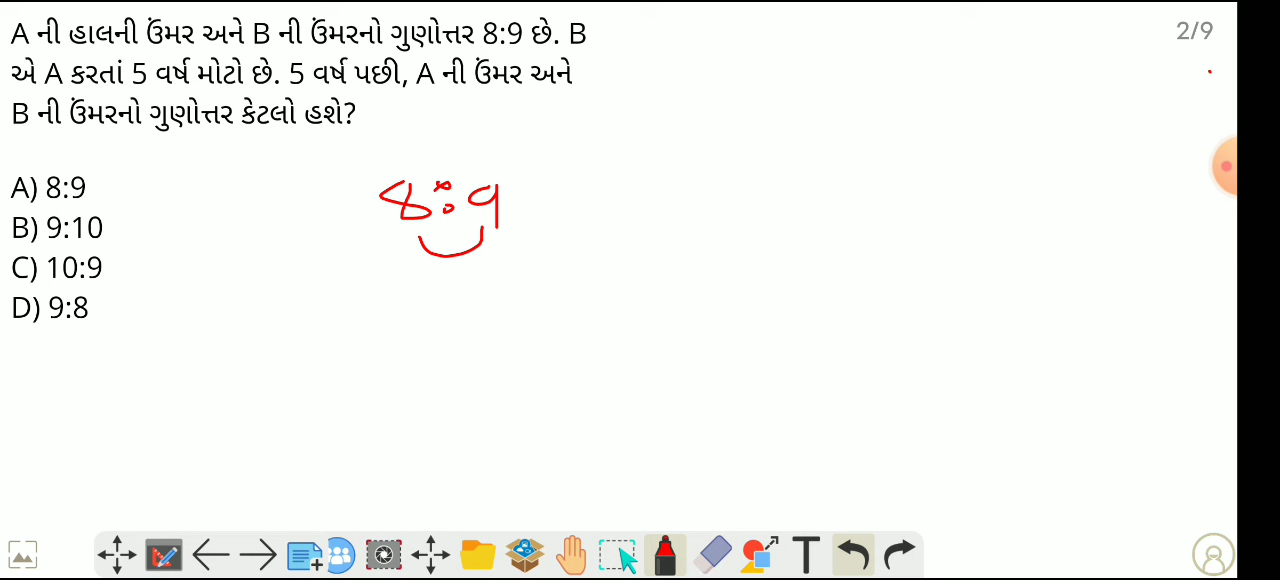 A ની હાલની ઉંમર અને B ની ઉંમરનો ગુણોત્તર 8:9 છે. B
2/9
એ A કરતાં 5 વર્ષ મોટો છે. 5 વર્ષ પછી, A ની ઉંમર અને
B ની ઉંમરનો ગુણોત્તર કેટલો હશે?
A) 8:9
B) 9:10
C) 10:9
D) 9:8
8:9
T